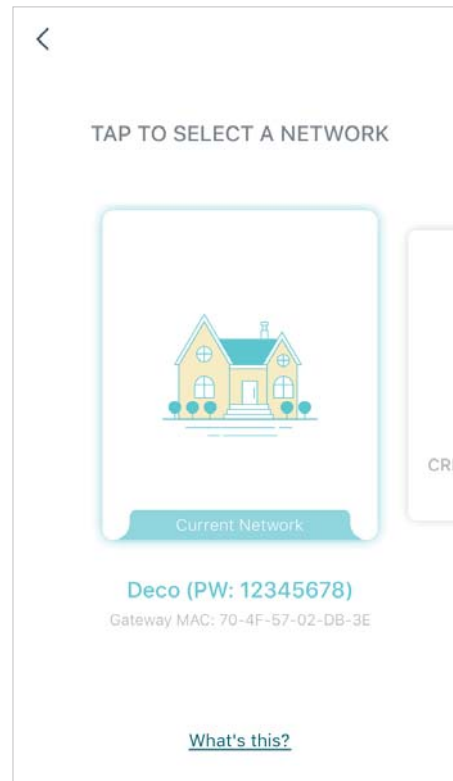 TAP TO SELECT A NETWORK
Current Network
Deco (PW: 12345678)
Gateway MAC: 70-4F-57-02-DB-3E
What's this?